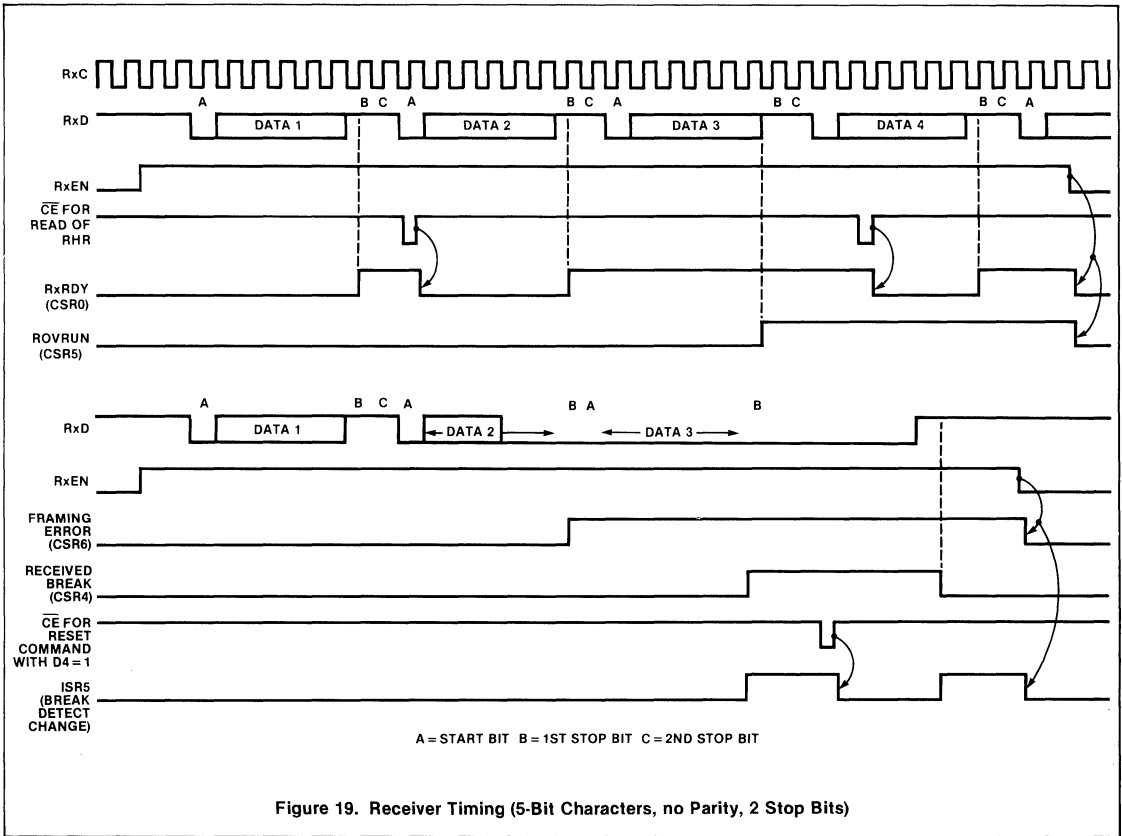 RxC
A B C A B C A B C B C A
RxD DATA 1 DATA 2 DATA 3 DATA 4
RxEN
CE FOR
READ OF
RHR
RxRDY
(CSR0)
ROVRUN
(CSR5)
A B C A B A B
RxD DATA 1 DATA 2 DATA 3
RxEN
FRAMING
ERROR
(CSR6)
RECEIVED
BREAK
(CSR4)
CE FOR
RESET
COMMAND
WITH D4 = 1
ISR5
(BREAK
DETECT
CHANGE)
A = START BIT B = 1ST STOP BIT C = 2ND STOP BIT
Figure 19. Receiver Timing (5-Bit Characters, no Parity, 2 Stop Bits)